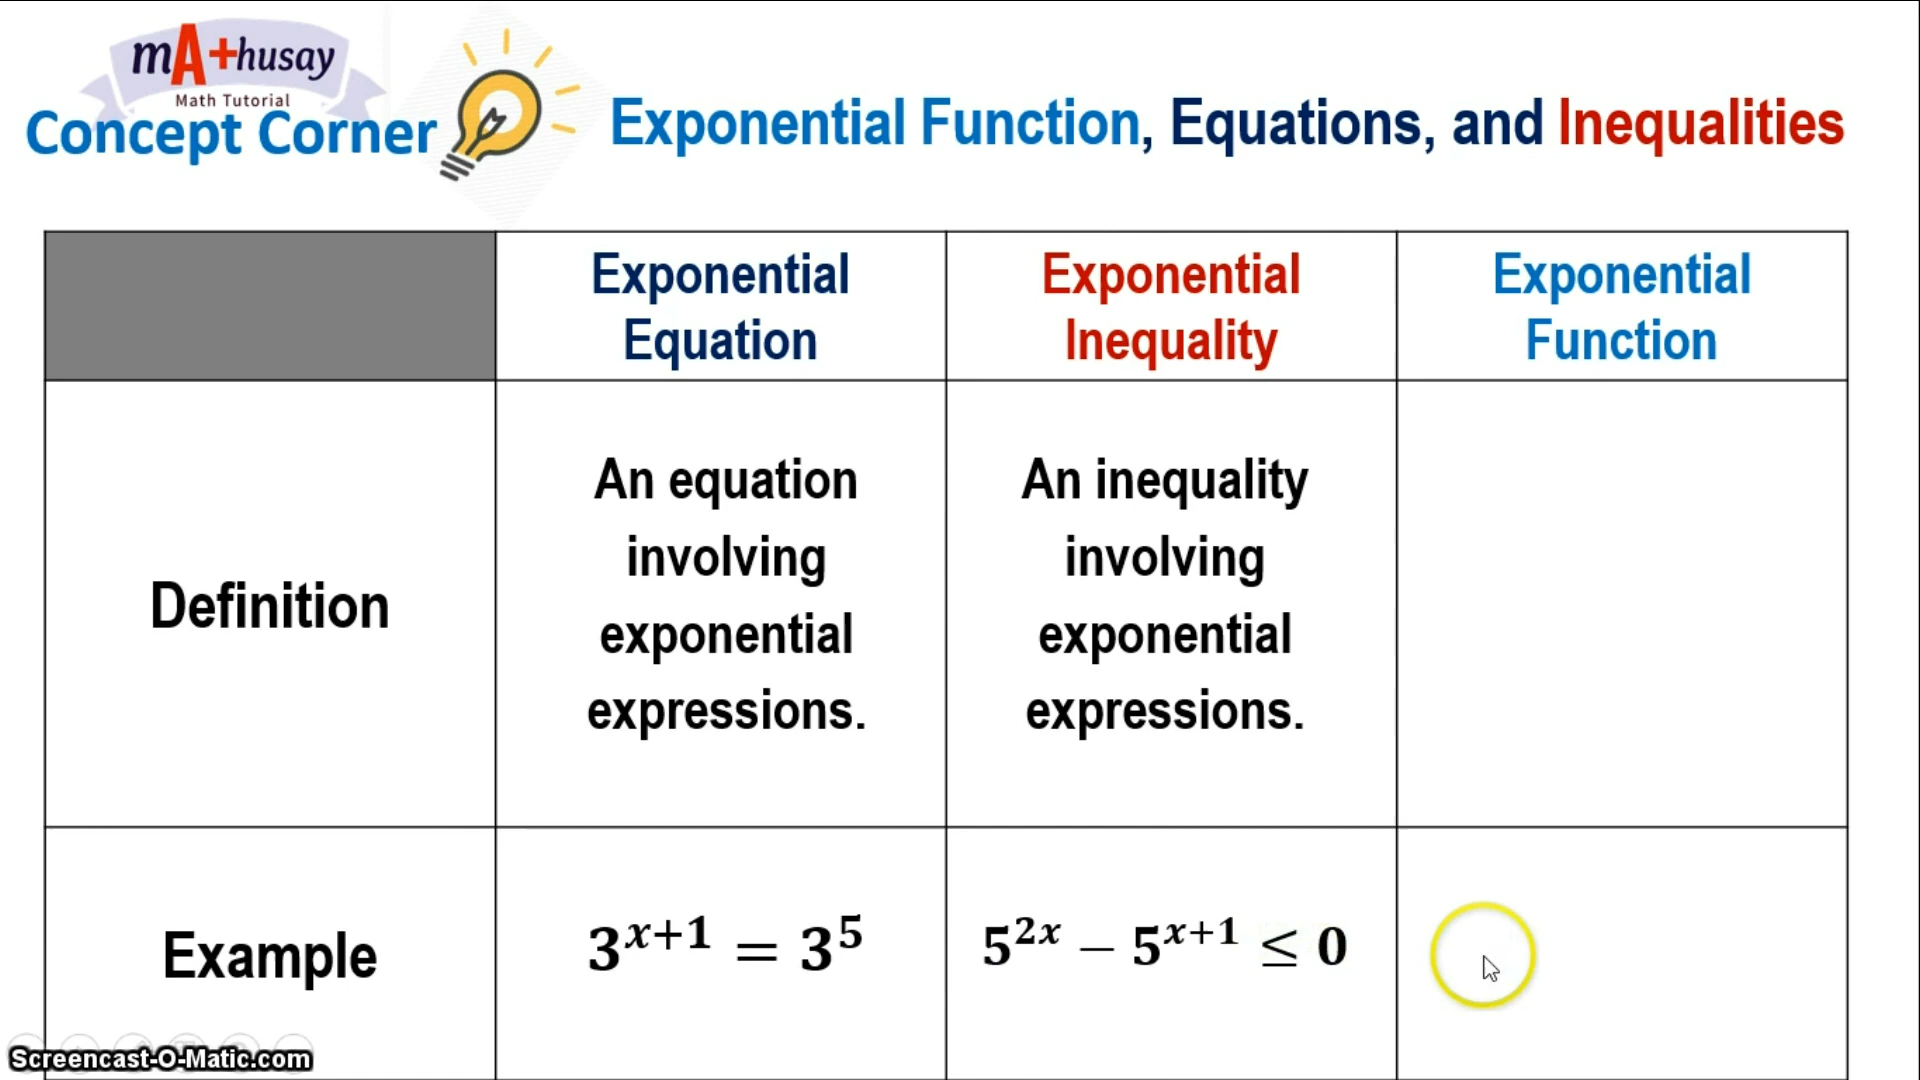 mA+husay
Math Tutorial
Concept Corner
Exponential Function, Equations, and Inequalities
Exponential
Equation
Exponential
Inequality
Exponential
Function
Definition
An equation
involving
exponential
expressions.
An inequality
involving
exponential
expressions.
Example
3^{x+1} = 3^5
5^{2x} – 5^{x+1} ≤ 0
Screencast-O-Matic.com